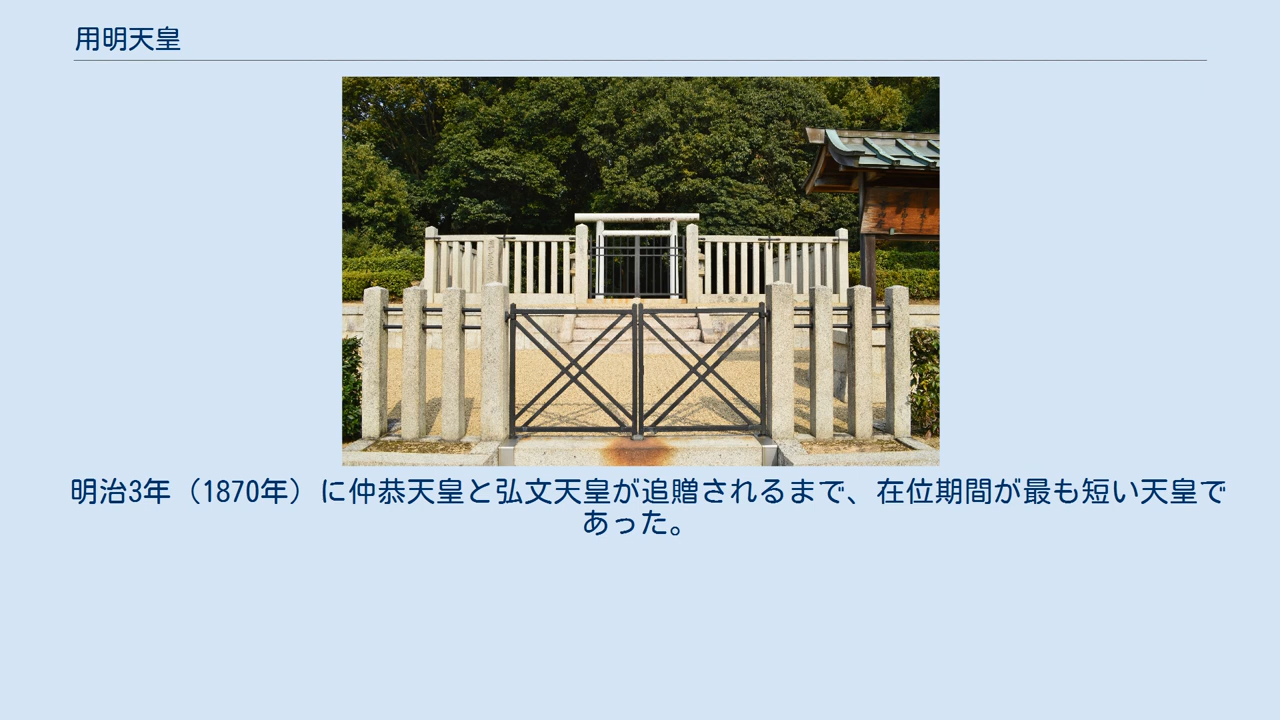 用明天皇
明治3年（1870年）に仲恭天皇と弘文天皇が追贈されるまで、在位期間が最も短い天皇で
あった。